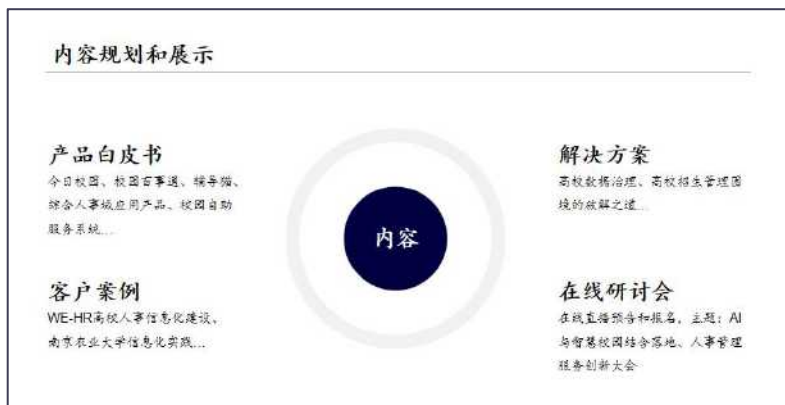 内容规划和展示
产品白皮书
今日校园、校园百事通、辅导猫、
综合人事域应用产品、校园自助
服务系统...
客户案例
WE-HR高校人事信息化建设、
南京农业大学信息化实践...
内容
解决方案
高校数据治理、高校招生管理困
境的破解之道...
在线研讨会
在线直播预告和报名，主题：AI
与智慧校园结合落地、人事管理
服务创新大会